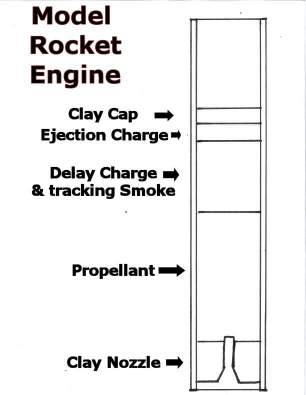 Model
Rocket
Engine
Clay Cap
Ejection Charge
Delay Charge
& tracking Smoke
Propellant
Clay Nozzle